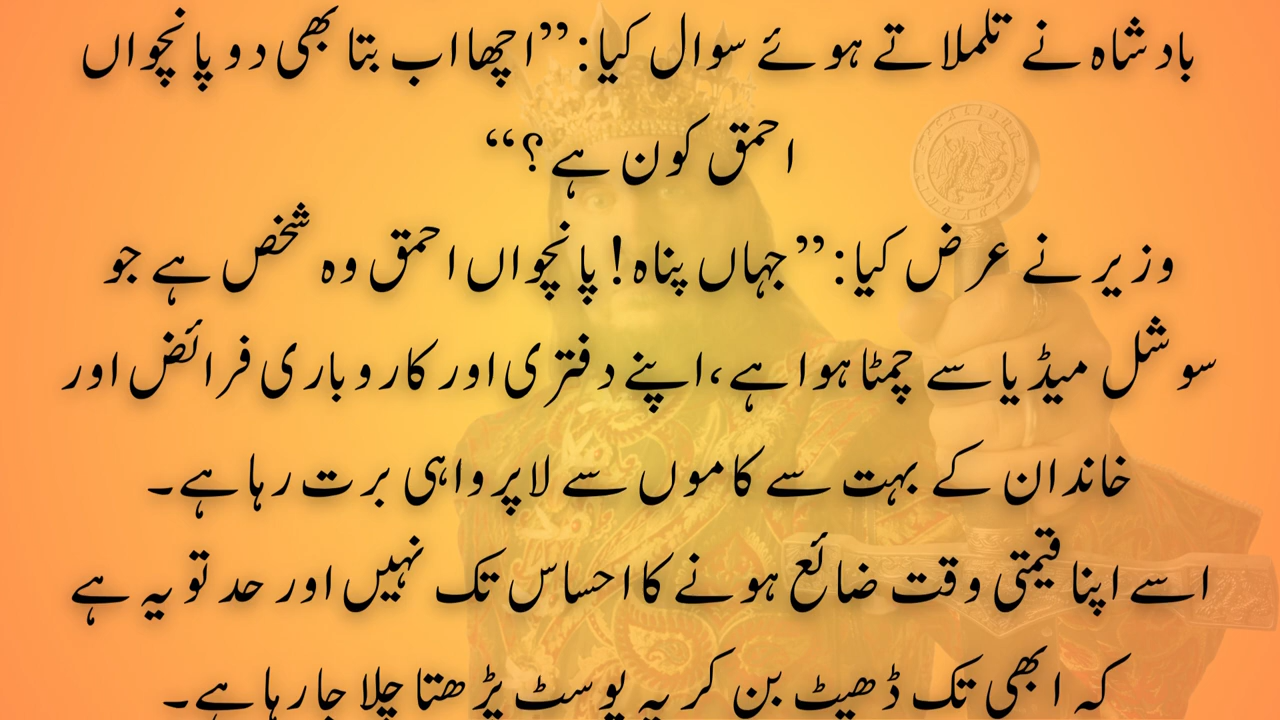 بادشاہ نے تلملاتے ہوئے سوال کیا:”اچھا اب بتا بھی دو پانچواں
احمق کون ہے؟“
وزیر نے عرض کیا:”جہاں پناہ! پانچواں احمق وہ شخص ہے جو
سوشل میڈیا سے چمٹا ہوا ہے،اپنے دفتری اور کاروباری فرائض اور
خاندان کے بہت سے کاموں سے لاپرواہی برت رہا ہے۔
اسے اپنا قیمتی وقت ضائع ہونے کا احساس تک نہیں اور حد تو یہ ہے
کہ ابھی تک ڈھیٹ بن کر یہ پوسٹ پڑھتا چلا جا رہا ہے۔